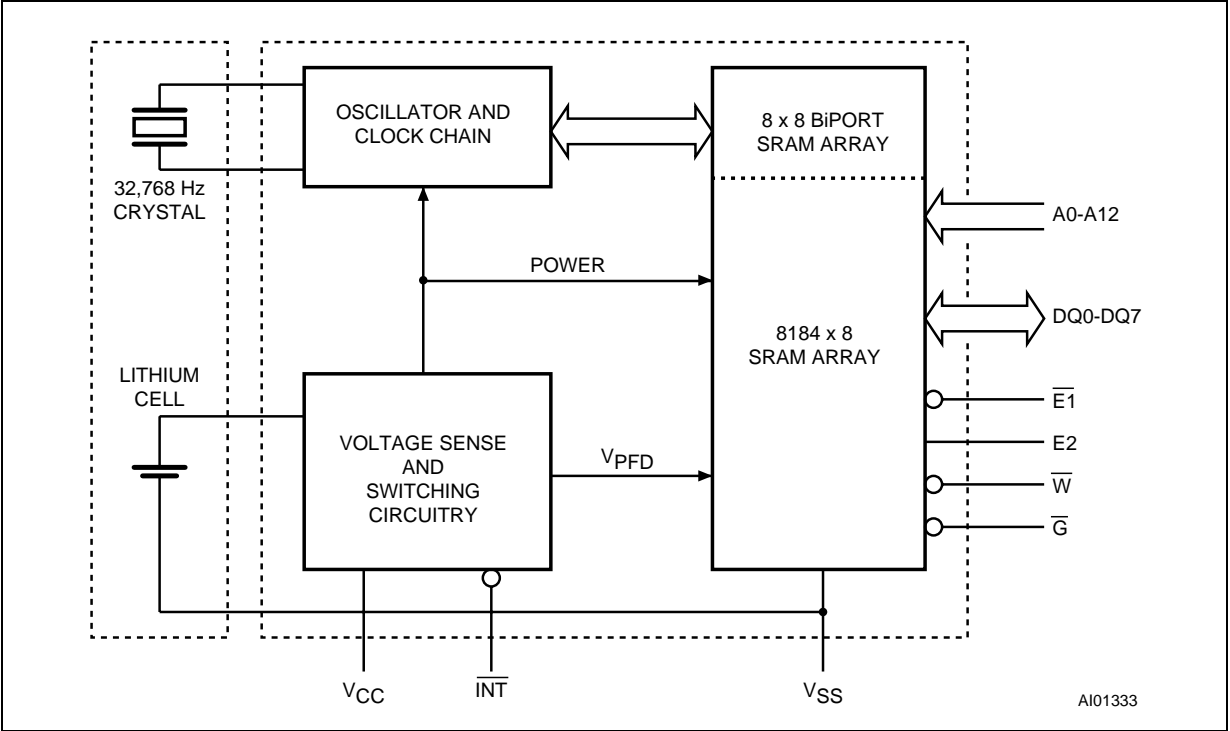 OSCILLATOR AND
CLOCK CHAIN
8 x 8 BiPORT
SRAM ARRAY
32,768 Hz
CRYSTAL
A0-A12
POWER
DQ0-DQ7
8184 x 8
SRAM ARRAY
LITHIUM
CELL
E1
VOLTAGE SENSE
AND
SWITCHING
CIRCUITRY
VPFD
E2
W
G
VCC
INT
VSS
AI01333